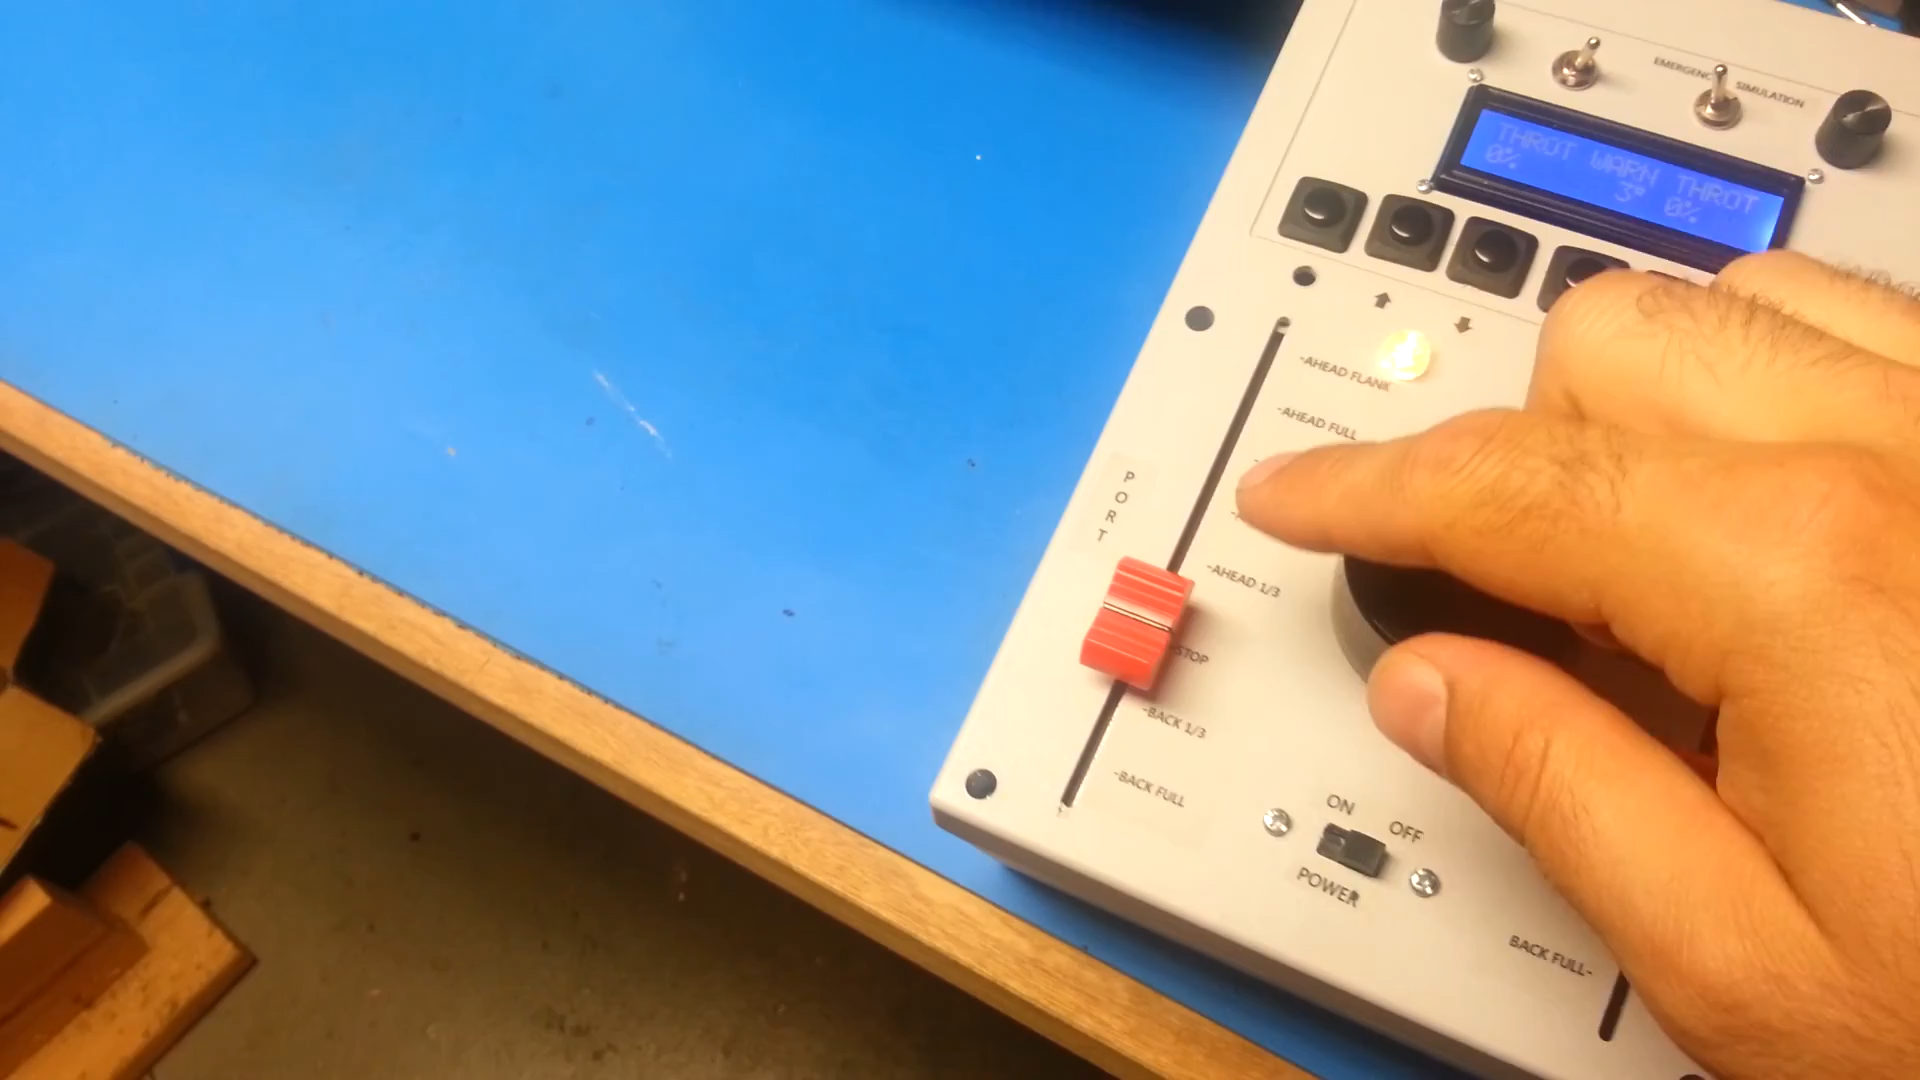 EMERGENC
SIMULATION
THROT WARN THROT
0% 3° 0%
-AHEAD FLANK
-AHEAD FULL
PORT
-AHEAD 1/3
STOP
-BACK 1/3
-BACK FULL
ON
OFF
POWER
BACK FULL-